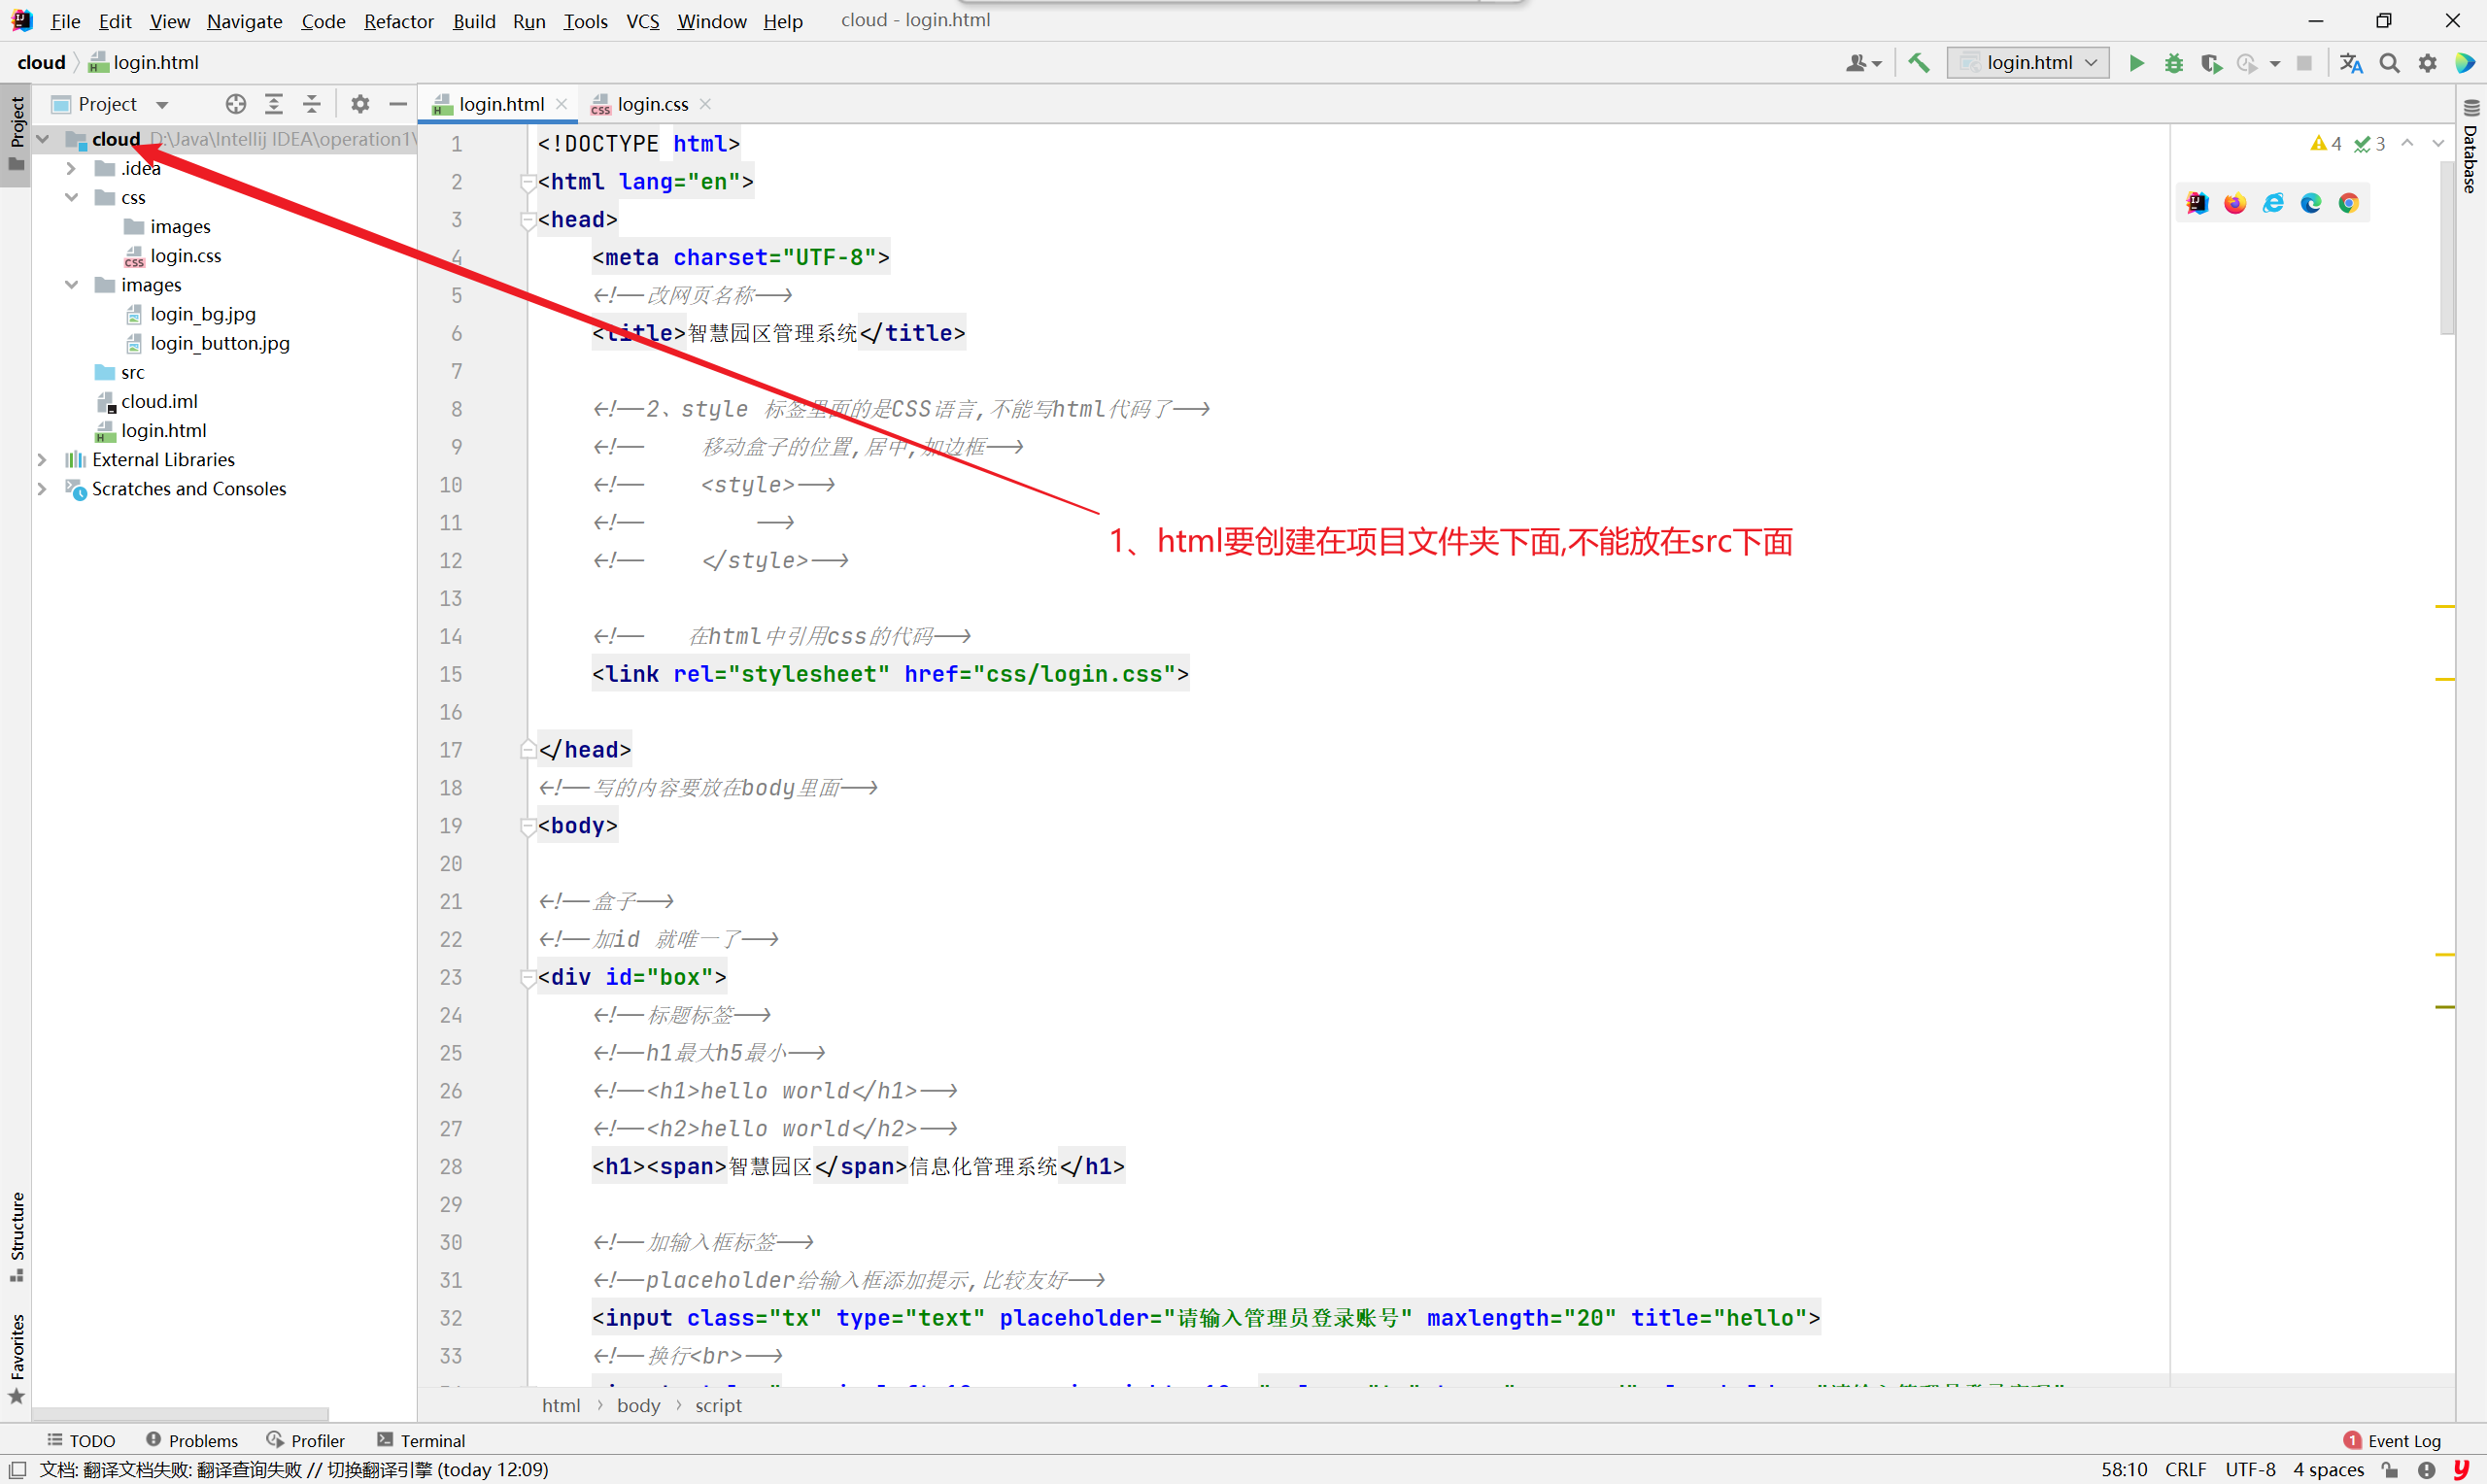 File Edit View Navigate Code Refactor Build Run Tools VCS Window Help cloud - login.html
cloud login.html
login.html
Project
login.html
login.css
Project
cloud D:\Java\Intellij IDEA\operation1\
.idea
css
images
login.css
images
login_bg.jpg
login_button.jpg
src
cloud.iml
login.html
External Libraries
Scratches and Consoles
Structure
Favorites
Database
4 3
1 <!DOCTYPE html>
2 <html lang="en">
3 <head>
4 <meta charset="UTF-8">
5 <!--改网页名称-->
6 <title>智慧园区管理系统</title>
7
8 <!--2、style 标签里面的是CSS语言,不能写html代码了-->
9 <!-- 移动盒子的位置,居中,加边框-->
10 <!-- <style>-->
11 <!-- -->
12 <!-- </style>-->
13
14 <!-- 在html中引用css的代码-->
15 <link rel="stylesheet" href="css/login.css">
16
17 </head>
18 <!--写的内容要放在body里面-->
19 <body>
20
21 <!--盒子-->
22 <!--加id 就唯一了-->
23 <div id="box">
24 <!--标题标签-->
25 <!--h1最大h5最小-->
26 <!--<h1>hello world</h1>-->
27 <!--<h2>hello world</h2>-->
28 <h1><span>智慧园区</span>信息化管理系统</h1>
29
30 <!--加输入框标签-->
31 <!--placeholder给输入框添加提示,比较友好-->
32 <input class="tx" type="text" placeholder="请输入管理员登录账号" maxlength="20" title="hello">
33 <!--换行<br>-->
1、html要创建在项目文件夹下面,不能放在src下面
html body script
TODO Problems Profiler Terminal
1 Event Log
文档: 翻译文档失败: 翻译查询失败 // 切换翻译引擎 (today 12:09)
58:10 CRLF UTF-8 4 spaces